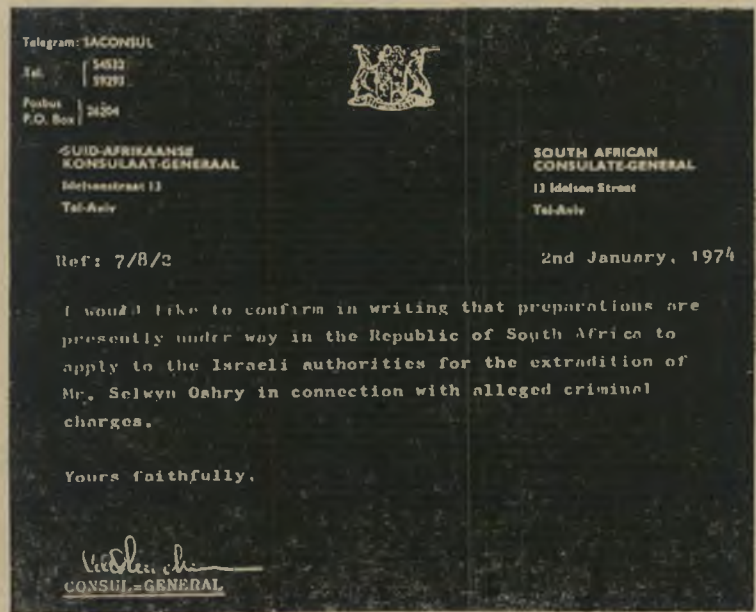 Telegram: SACONSUL
Tel. 54532
59293
Posbus
P.O. Box 26204
SUID-AFRIKAANSE
KONSULAAT-GENERAAL
Idelsonstraat 13
Tel-Aviv
SOUTH AFRICAN
CONSULATE-GENERAL
13 Idelson Street
Tel-Aviv
Ref: 7/8/2
2nd January, 1974
I would like to confirm in writing that preparations are
presently under way in the Republic of South Africa to
apply to the Israeli authorities for the extradition of
Mr. Selwyn Oshry in connection with alleged criminal
charges.
Yours faithfully,
CONSUL-GENERAL